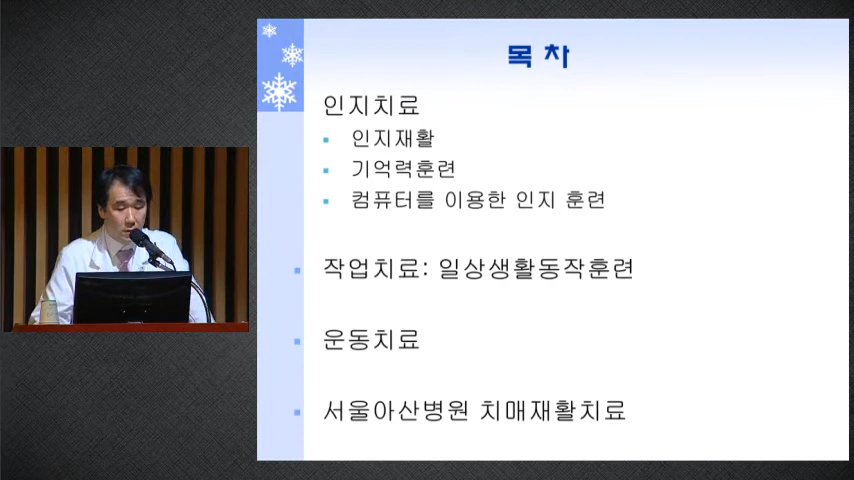 목 차
인지치료
인지재활
기억력훈련
컴퓨터를 이용한 인지 훈련
작업치료: 일상생활동작훈련
운동치료
서울아산병원 치매재활치료